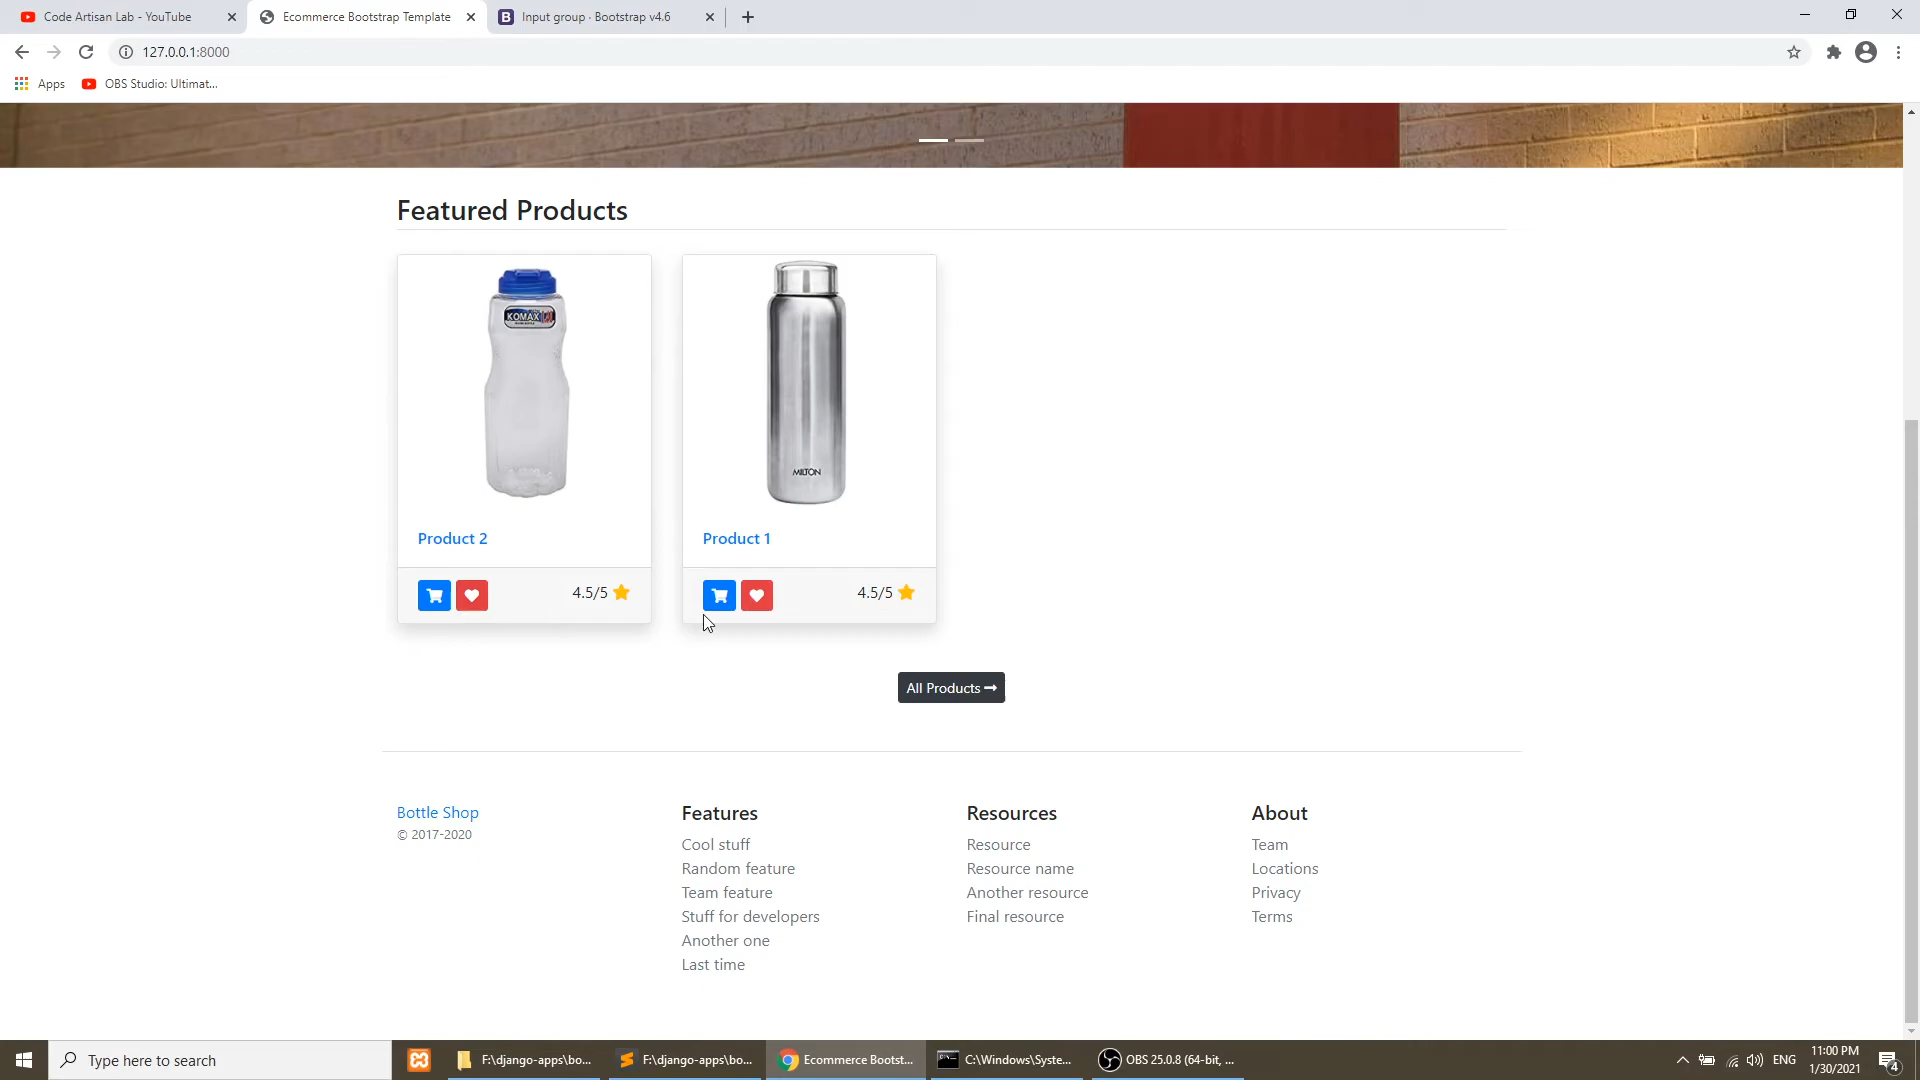 Code Artisan Lab - YouTube
Ecommerce Bootstrap Template
Input group · Bootstrap v4.6
127.0.0.1:8000
Apps
OBS Studio: Ultimat...
Featured Products
KOMAX
MILTON
Product 2
Product 1
4.5/5
4.5/5
All Products
Bottle Shop
© 2017-2020
Features
Cool stuff
Random feature
Team feature
Stuff for developers
Another one
Last time
Resources
Resource
Resource name
Another resource
Final resource
About
Team
Locations
Privacy
Terms
Type here to search
F:\django-apps\bo...
F:\django-apps\bo...
Ecommerce Bootst...
C:\Windows\Syste...
OBS 25.0.8 (64-bit, ...
ENG
11:00 PM
1/30/2021
4